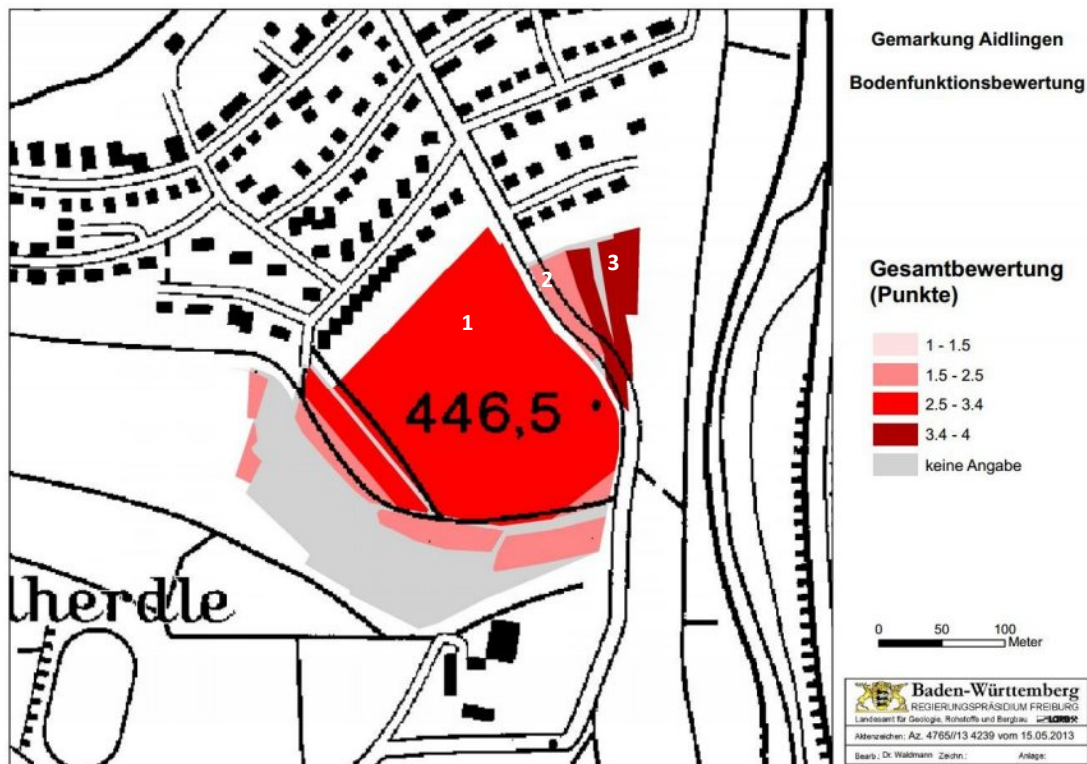 Gemarkung Aidlingen
Bodenfunktionsbewertung
1
2
3
446,5
lherdle
Gesamtbewertung
(Punkte)
1 - 1.5
1.5 - 2.5
2.5 - 3.4
3.4 - 4
keine Angabe
0 50 100
Meter
Baden-Württemberg
REGIERUNGSPRÄSIDIUM FREIBURG
Landesamt für Geologie, Rohstoffe und Bergbau LGRB
Aktenzeichen: Az. 4765//13 4239 vom 15.05.2013
Bearb.: Dr. Waldmann Zeichn.: Anlage: